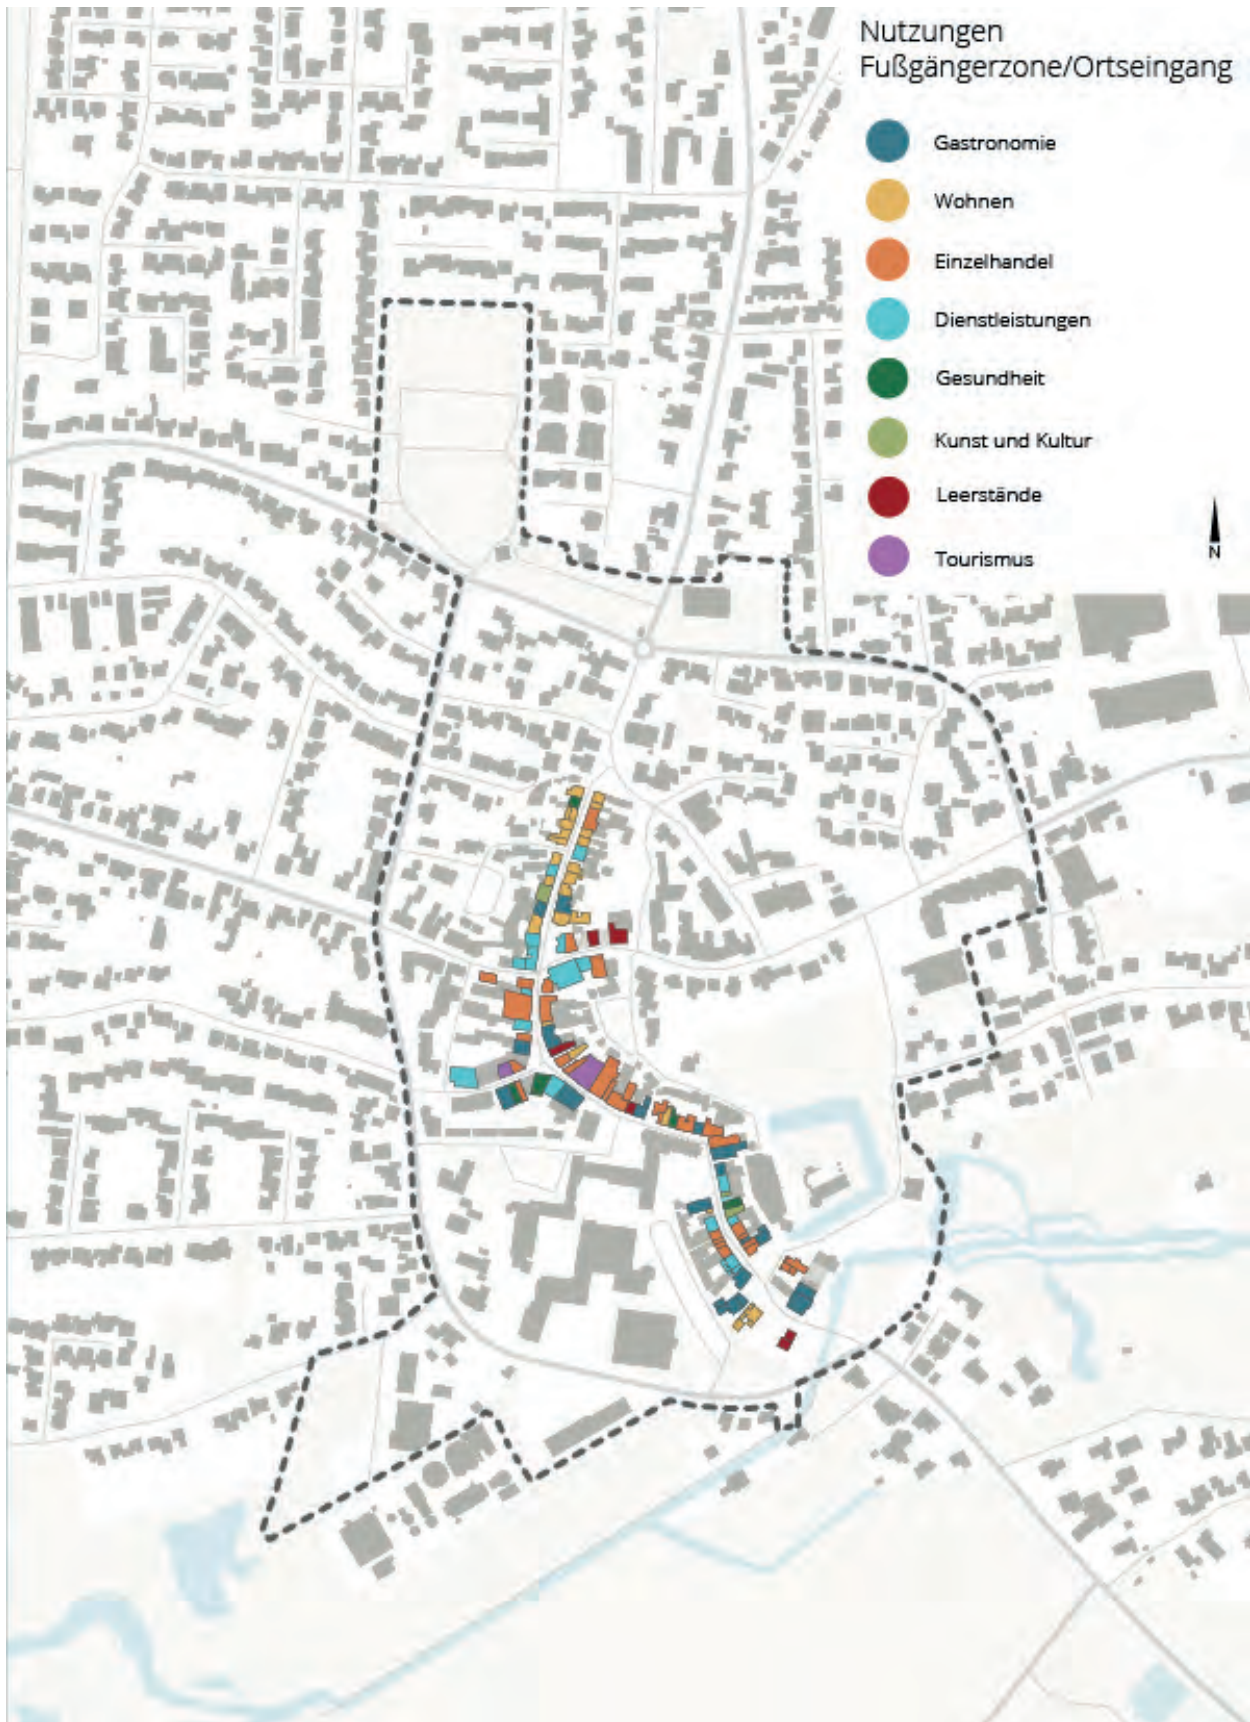 Nutzungen
Fußgängerzone/Ortseingang
Gastronomie
Wohnen
Einzelhandel
Dienstleistungen
Gesundheit
Kunst und Kultur
Leerstände
Tourismus
N